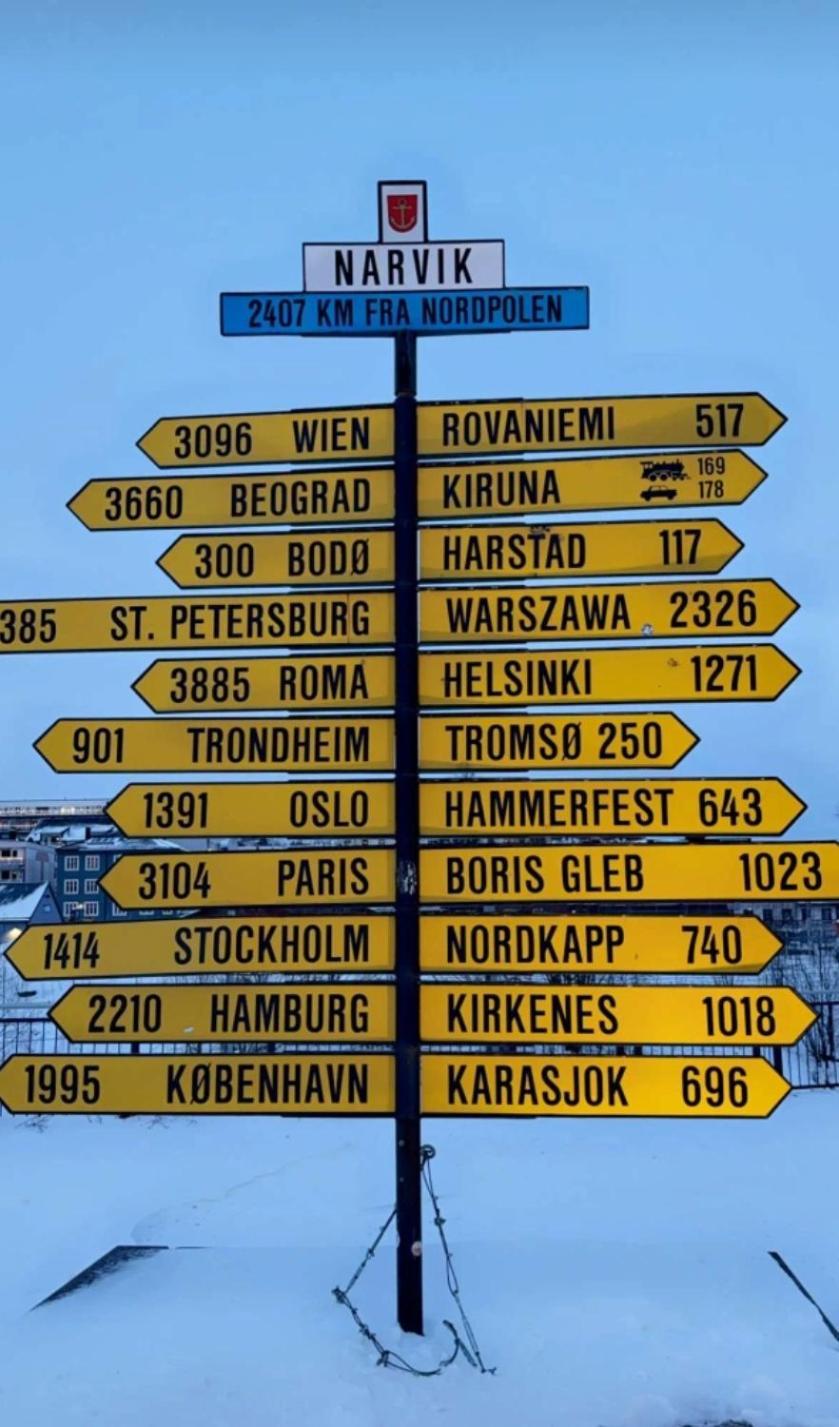 NARVIK
2407 KM FRA NORDPOLEN
3096 WIEN
ROVANIEMI 517
3660 BEOGRAD
KIRUNA 169
178
300 BODØ
HARSTAD 117
385 ST. PETERSBURG
WARSZAWA 2326
3885 ROMA
HELSINKI 1271
901 TRONDHEIM
TROMSØ 250
1391 OSLO
HAMMERFEST 643
3104 PARIS
BORIS GLEB 1023
1414 STOCKHOLM
NORDKAPP 740
2210 HAMBURG
KIRKENES 1018
1995 KØBENHAVN
KARASJOK 696